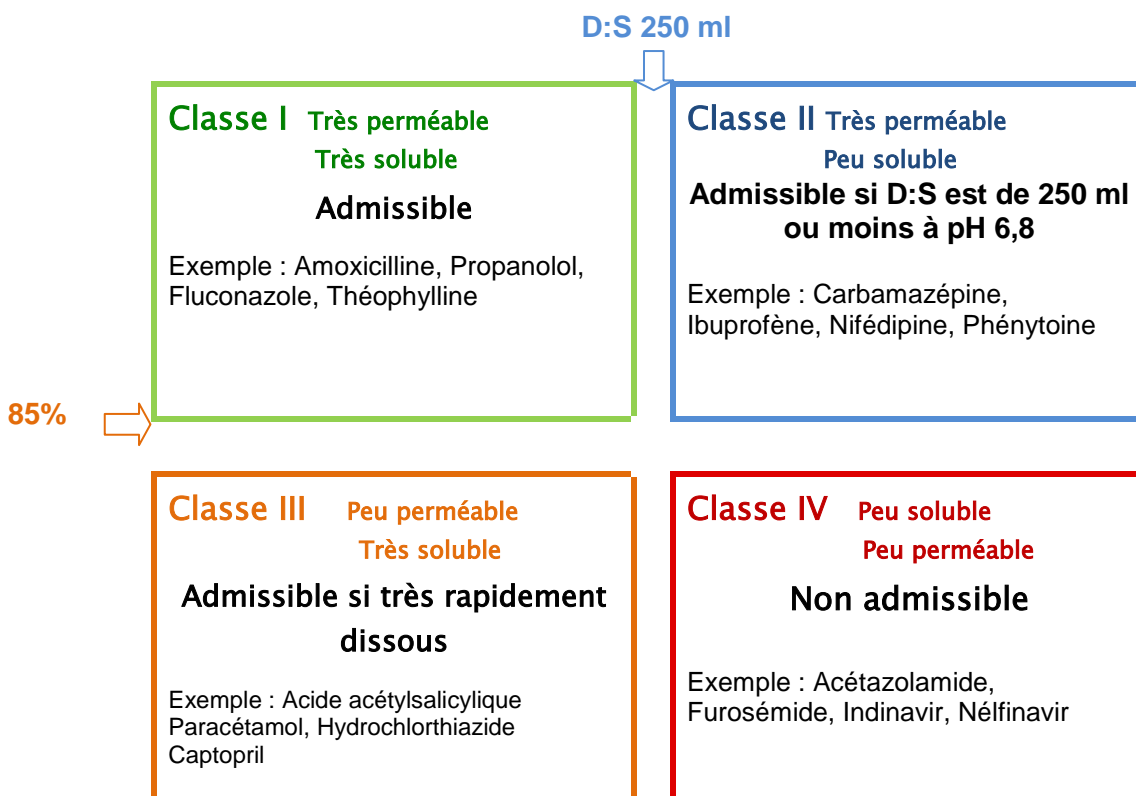 D:S 250 ml
Classe I Très perméable
Très soluble
Admissible
Exemple : Amoxicilline, Propanolol,
Fluconazole, Théophylline
Classe II Très perméable
Peu soluble
Admissible si D:S est de 250 ml
ou moins à pH 6,8
Exemple : Carbamazépine,
Ibuprofène, Nifédipine, Phénytoine
85%
Classe III Peu perméable
Très soluble
Admissible si très rapidement
dissous
Exemple : Acide acétylsalicylique
Paracétamol, Hydrochlorthiazide
Captopril
Classe IV Peu soluble
Peu perméable
Non admissible
Exemple : Acétazolamide,
Furosémide, Indinavir, Nélfinavir